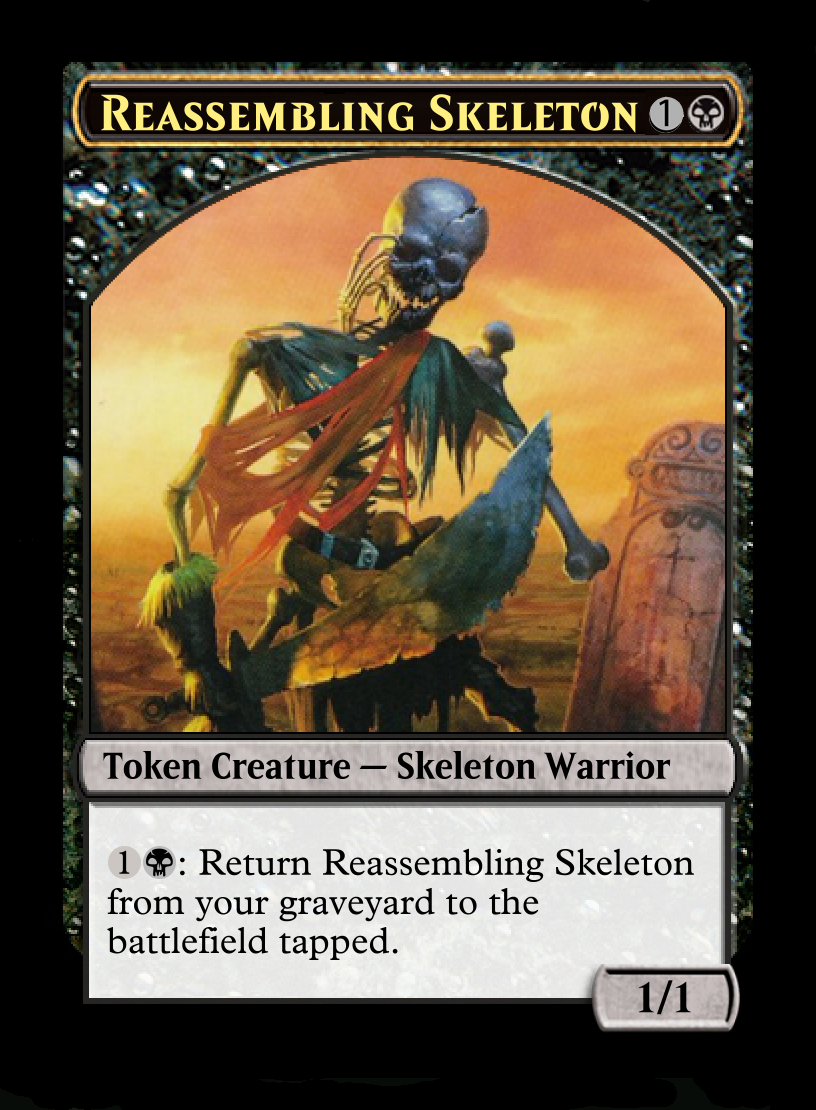 Reassembling Skeleton 1
Token Creature — Skeleton Warrior
1: Return Reassembling Skeleton
from your graveyard to the
battlefield tapped.
1/1